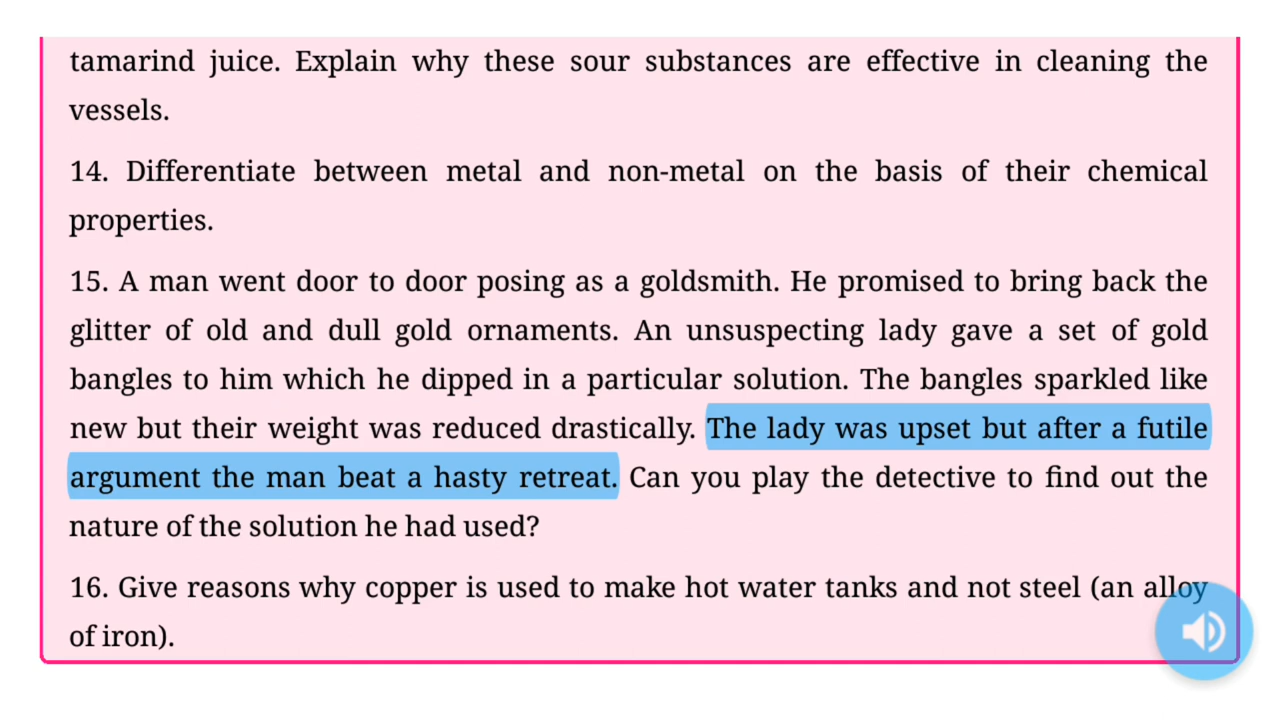 tamarind juice. Explain why these sour substances are effective in cleaning the
vessels.
14. Differentiate between metal and non-metal on the basis of their chemical
properties.
15. A man went door to door posing as a goldsmith. He promised to bring back the
glitter of old and dull gold ornaments. An unsuspecting lady gave a set of gold
bangles to him which he dipped in a particular solution. The bangles sparkled like
new but their weight was reduced drastically. The lady was upset but after a futile
argument the man beat a hasty retreat. Can you play the detective to find out the
nature of the solution he had used?
16. Give reasons why copper is used to make hot water tanks and not steel (an alloy
of iron).